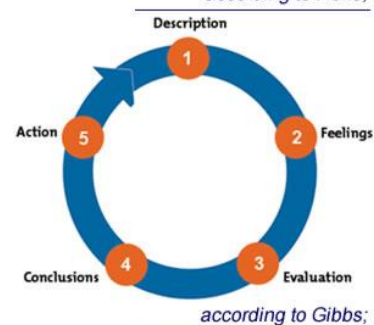 Description
1
Action 5
2 Feelings
Conclusions 4
3 Evaluation
according to Gibbs;